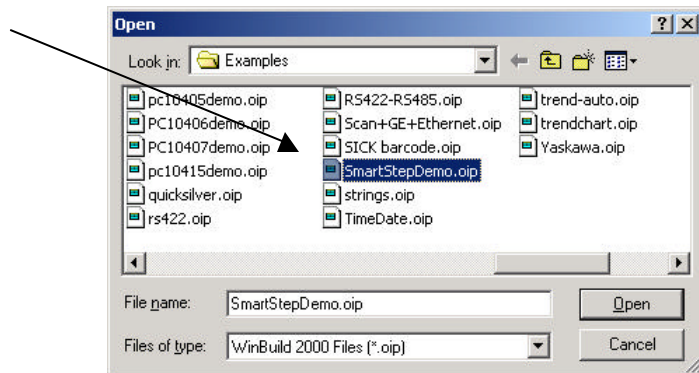 Open
Look in: Examples
pc10405demo.oip RS422-RS485.oip trend-auto.oip
PC10406demo.oip Scan+GE+Ethernet.oip trendchart.oip
PC10407demo.oip SICK barcode.oip Yaskawa.oip
pc10415demo.oip SmartStepDemo.oip
quicksilver.oip strings.oip
rs422.oip TimeDate.oip
File name: SmartStepDemo.oip Open
Files of type: WinBuild 2000 Files (*.oip) Cancel